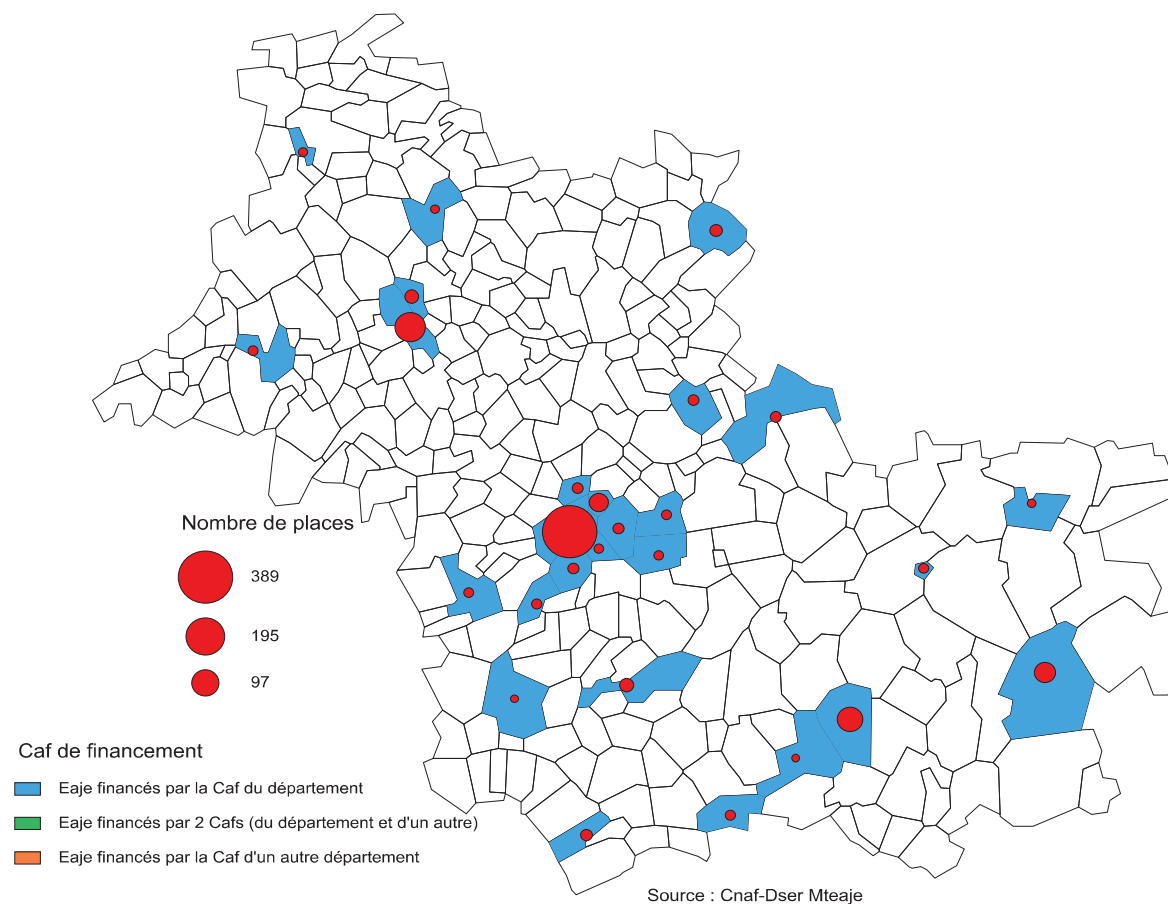 Nombre de places
389
195
97
Caf de financement
Eaje financés par la Caf du département
Eaje financés par 2 Cafs (du département et d'un autre)
Eaje financés par la Caf d'un autre département
Source : Cnaf-Dser Mteaje